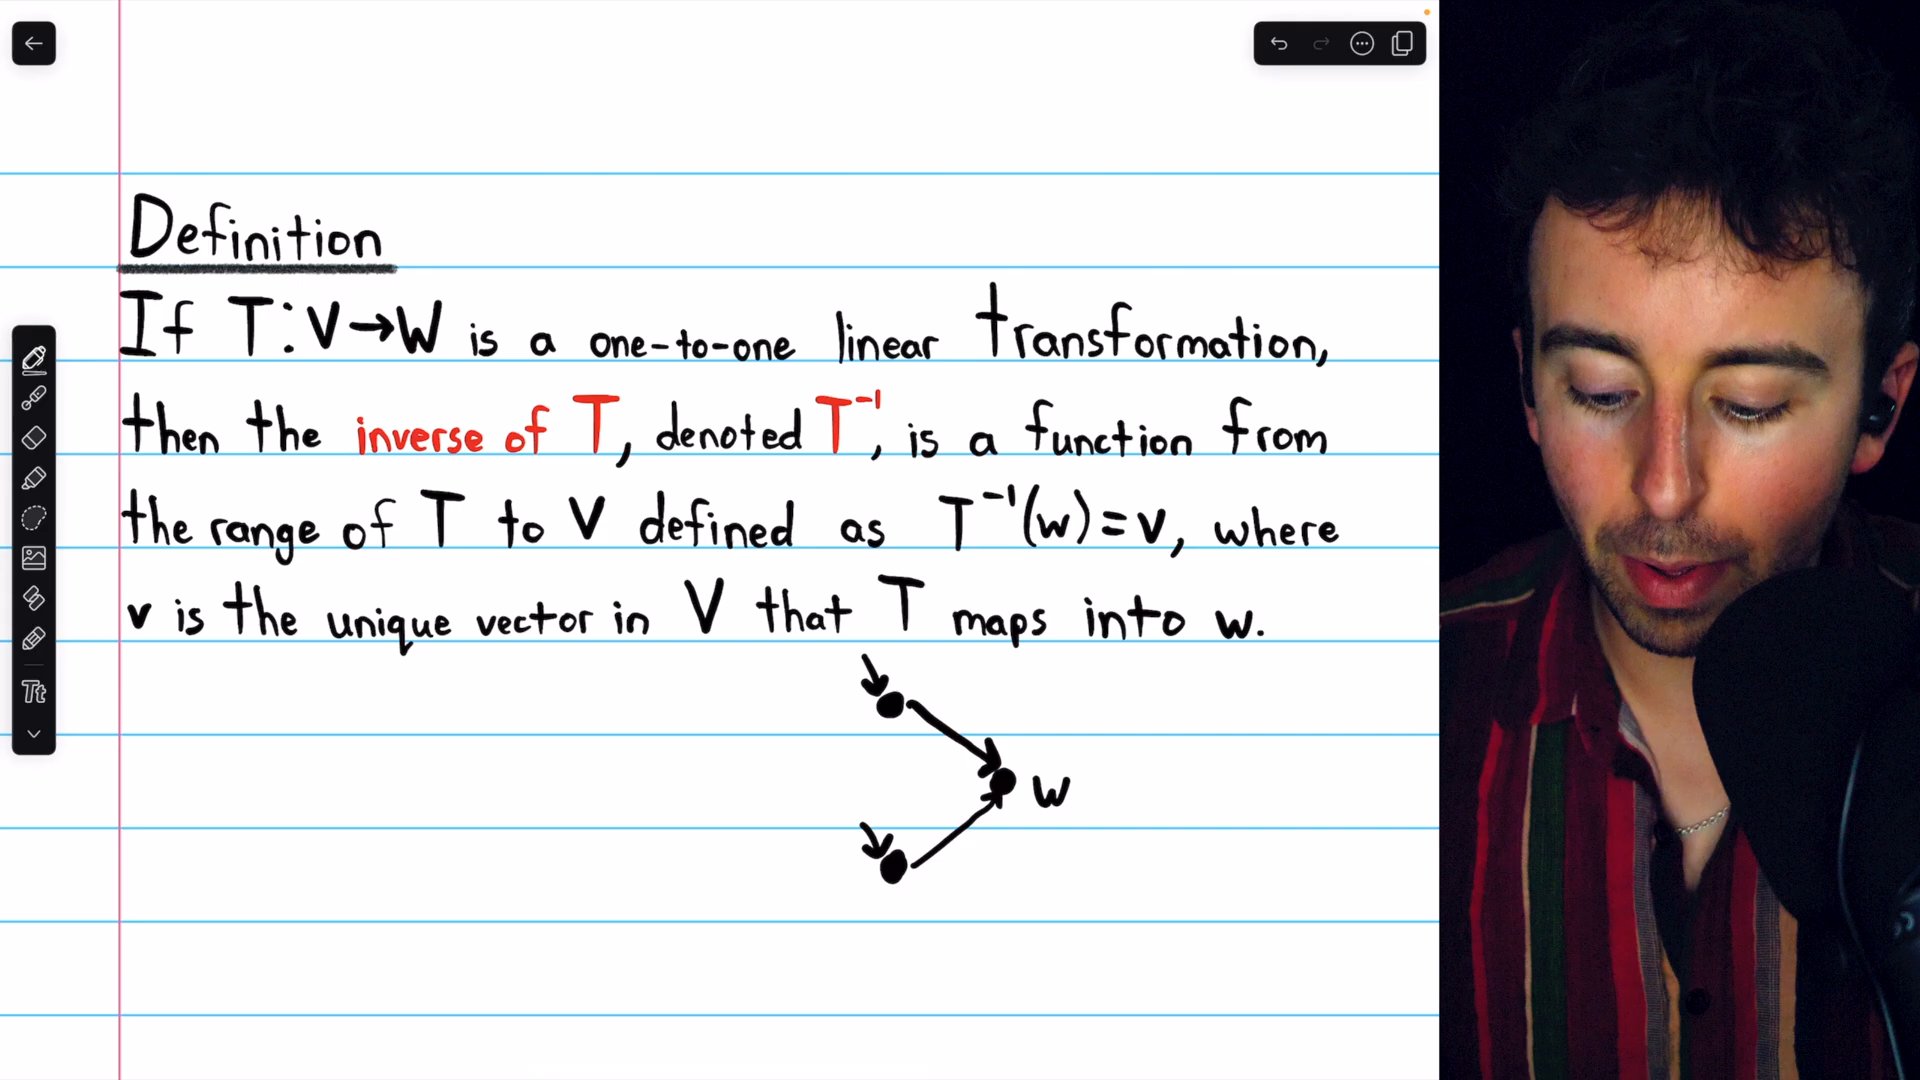 Definition
If T:V→W is a one-to-one linear transformation,
then the inverse of T, denoted T⁻¹, is a function from
the range of T to V defined as T⁻¹(w)=v, where
v is the unique vector in V that T maps into w.
w
Tt